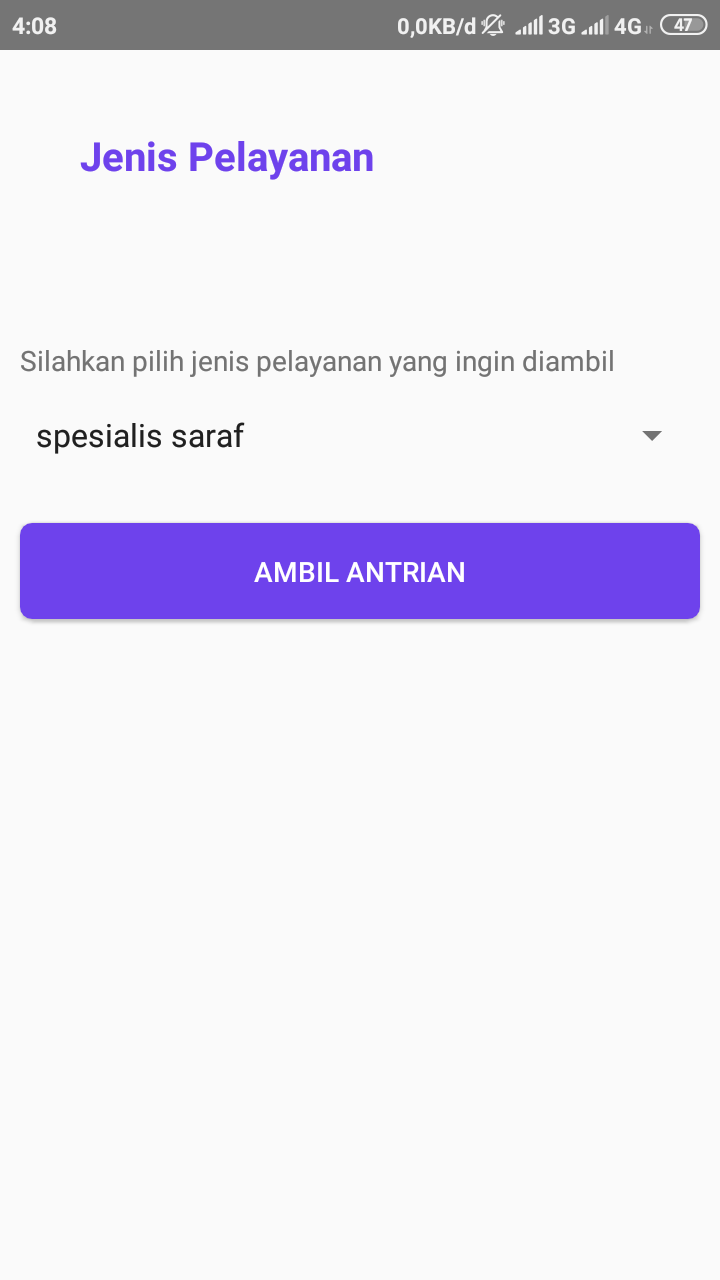 4:08 0,0KB/d 3G 4G 47
Jenis Pelayanan
Silahkan pilih jenis pelayanan yang ingin diambil
spesialis saraf
AMBIL ANTRIAN